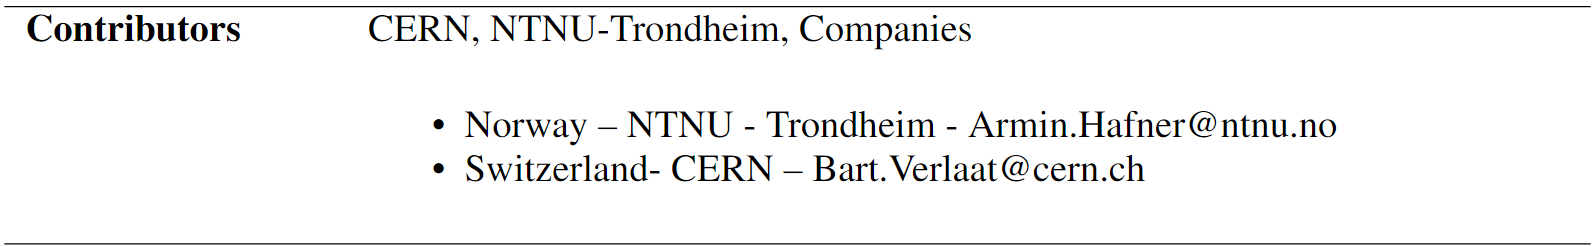 Contributors CERN, NTNU-Trondheim, Companies
• Norway – NTNU - Trondheim - Armin.Hafner@ntnu.no
• Switzerland- CERN – Bart.Verlaat@cern.ch